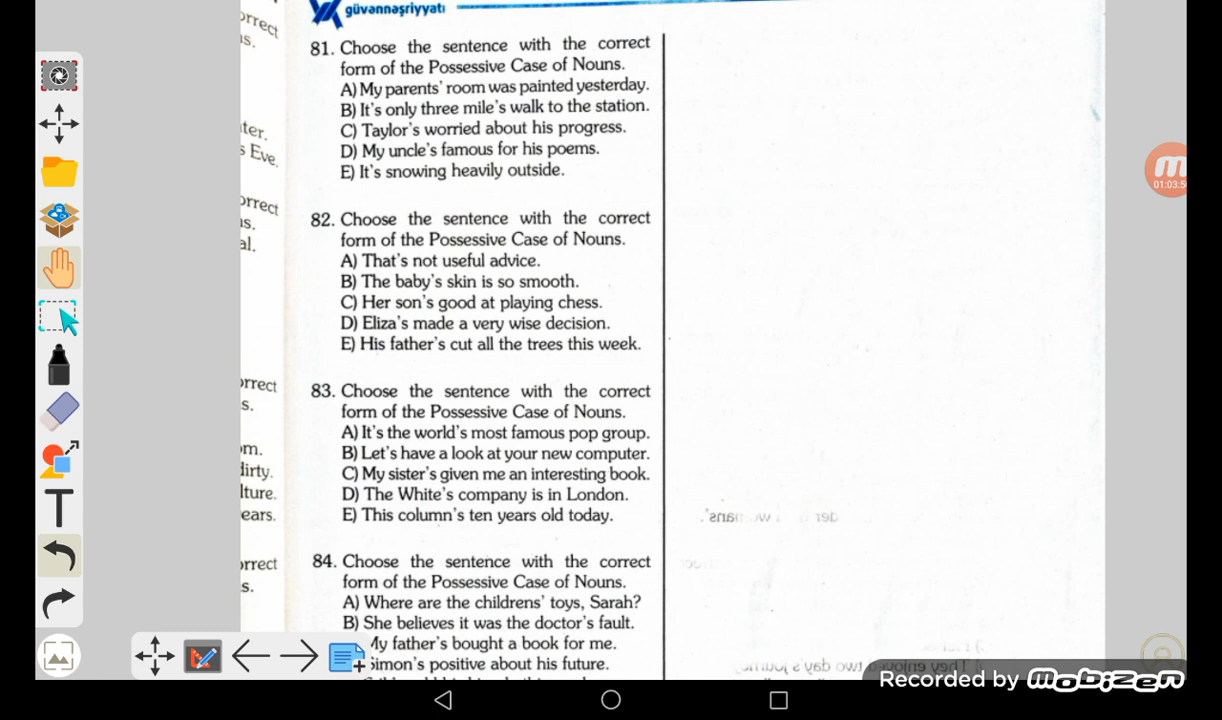 güvənnəşriyyatı
orrect
ıs.
81. Choose the sentence with the correct
form of the Possessive Case of Nouns.
A) My parents' room was painted yesterday.
B) It's only three mile's walk to the station.
C) Taylor's worried about his progress.
D) My uncle's famous for his poems.
E) It's snowing heavily outside.
s Eve.
orrect
82. Choose the sentence with the correct
form of the Possessive Case of Nouns.
A) That's not useful advice.
B) The baby's skin is so smooth.
C) Her son's good at playing chess.
D) Eliza's made a very wise decision.
E) His father's cut all the trees this week.
orrect
s.
83. Choose the sentence with the correct
form of the Possessive Case of Nouns.
A) It's the world's most famous pop group.
B) Let's have a look at your new computer.
C) My sister's given me an interesting book.
D) The White's company is in London.
E) This column's ten years old today.
lture.
ears.
orrect
s.
84. Choose the sentence with the correct
form of the Possessive Case of Nouns.
A) Where are the childrens' toys, Sarah?
B) She believes it was the doctor's fault.
My father's bought a book for me.
Simon's positive about his future.
T
01:03:5
Recorded by mobizen